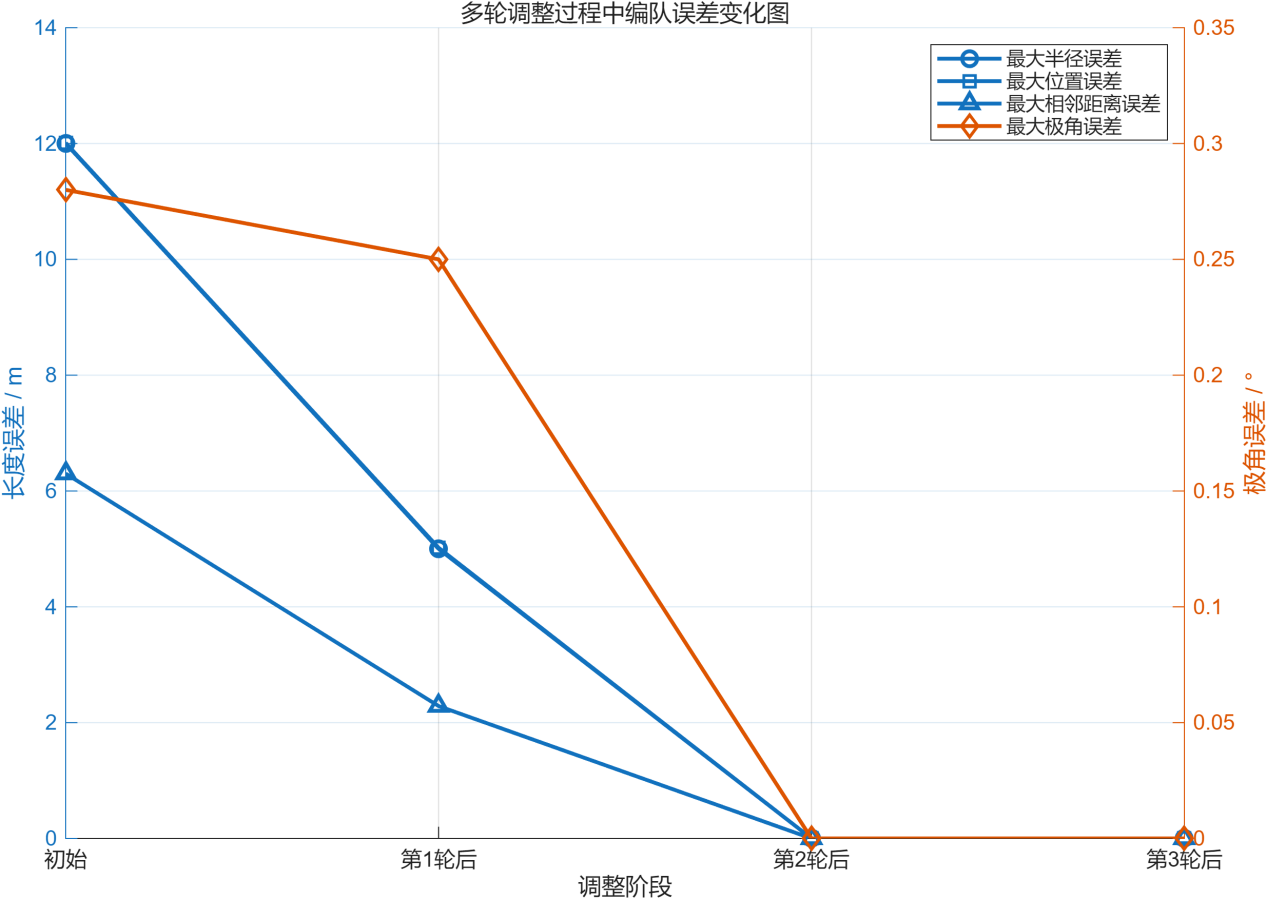 多轮调整过程中编队误差变化图
14
12
10
8
6
4
2
0
长度误差 / m
0.35
0.3
0.25
0.2
0.15
0.1
0.05
0
极角误差 / °
最大半径误差
最大位置误差
最大相邻距离误差
最大极角误差
初始
第1轮后
第2轮后
第3轮后
调整阶段